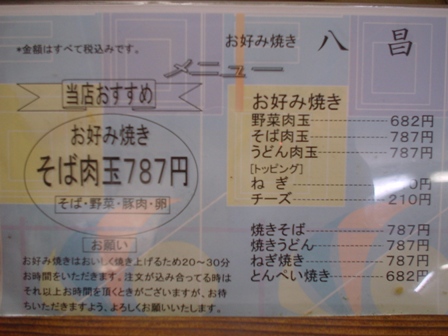 *金額はすべて税込みです。
お好み焼き 八昌
メニュー
当店おすすめ
お好み焼き
そば肉玉787円
そば・野菜・豚肉・卵
お願い
お好み焼きはおいしく焼き上げるため20～30分
お時間をいただきます。注文が込み合ってる時は
それ以上お時間を頂くときがございますが、お待
ちいただきますよう、よろしくお願いいたします。
お好み焼き
野菜肉玉 682円
そば肉玉 787円
うどん肉玉 787円
[トッピング]
ねぎ 0円
チーズ 210円
焼きそば 787円
焼きうどん 787円
ねぎ焼き 787円
とんぺい焼き 682円